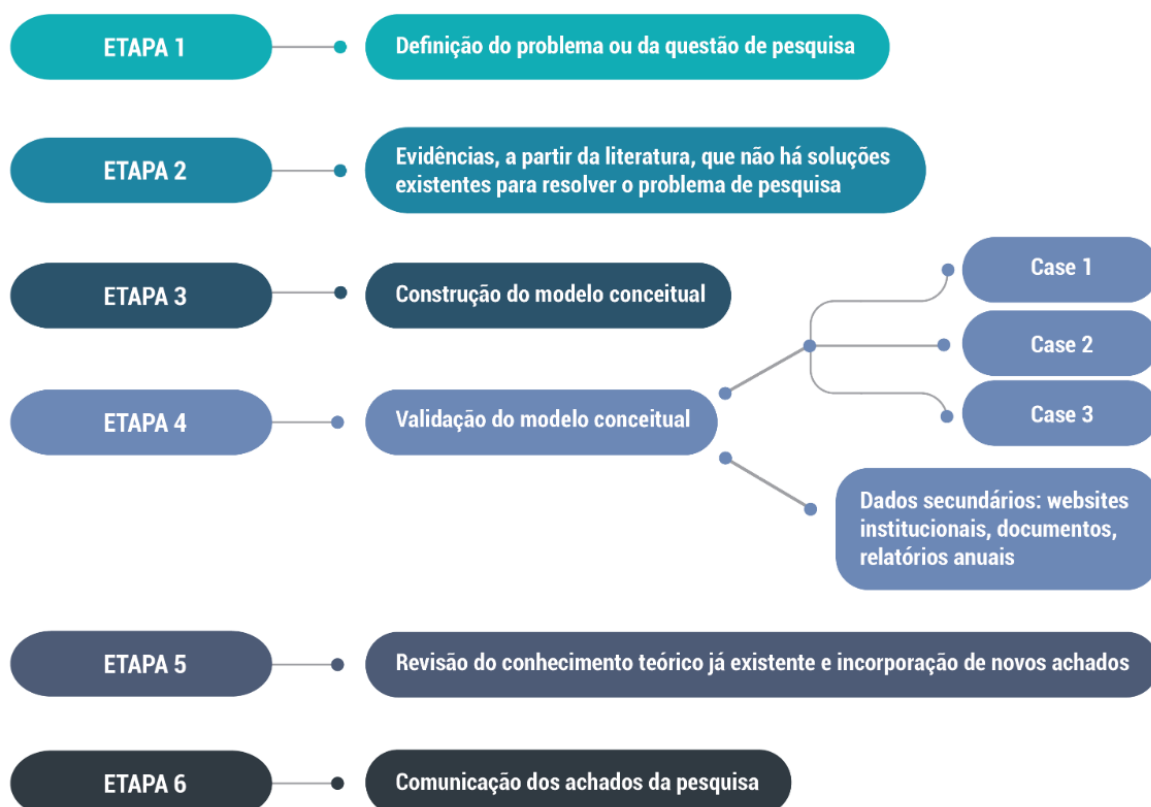 ETAPA 1
Definição do problema ou da questão de pesquisa
ETAPA 2
Evidências, a partir da literatura, que não há soluções
existentes para resolver o problema de pesquisa
ETAPA 3
Construção do modelo conceitual
ETAPA 4
Validação do modelo conceitual
Case 1
Case 2
Case 3
Dados secundários: websites
institucionais, documentos,
relatórios anuais
ETAPA 5
Revisão do conhecimento teórico já existente e incorporação de novos achados
ETAPA 6
Comunicação dos achados da pesquisa